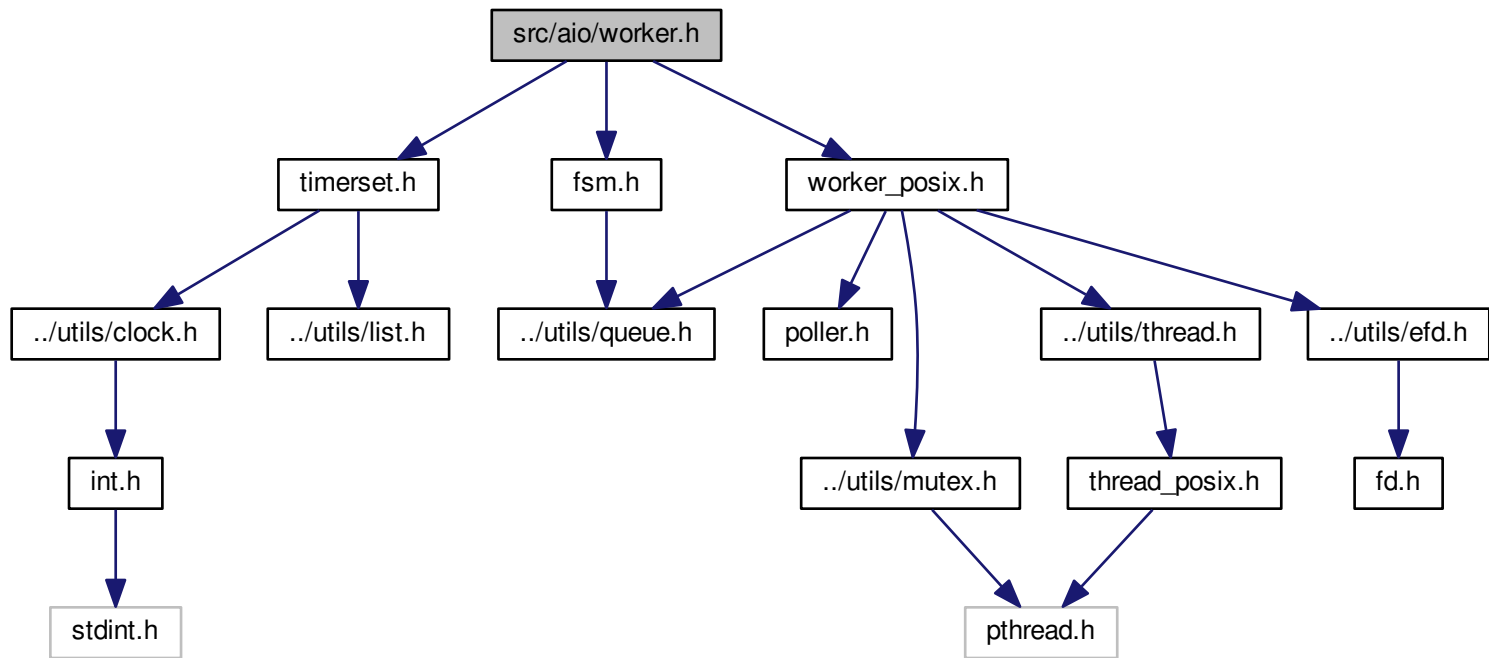 src/aio/worker.h
timerset.h
fsm.h
worker_posix.h
../utils/clock.h
../utils/list.h
../utils/queue.h
poller.h
../utils/thread.h
../utils/efd.h
int.h
../utils/mutex.h
thread_posix.h
fd.h
stdint.h
pthread.h